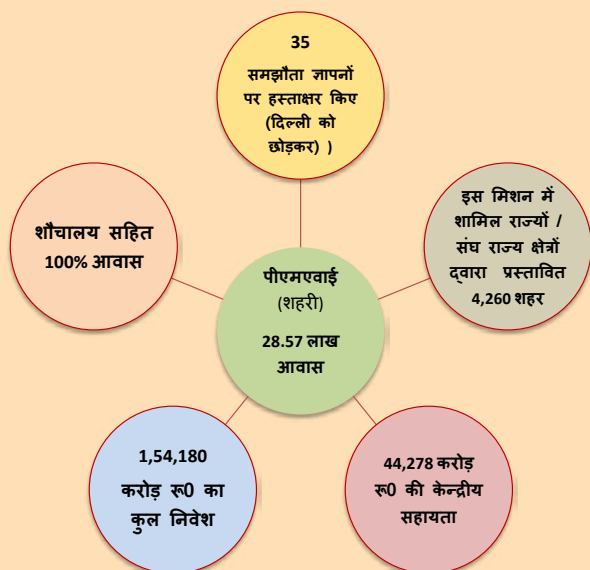 35
समझौता ज्ञापनों
पर हस्ताक्षर किए
(दिल्ली को
छोड़कर) )
शौचालय सहित
100% आवास
इस मिशन में
शामिल राज्यों /
संघ राज्य क्षेत्रों
द्वारा प्रस्तावित
4,260 शहर
पीएमएवाई
(शहरी)
28.57 लाख
आवास
1,54,180
करोड़ रू0 का
कुल निवेश
44,278 करोड़
रू0 की केन्द्रीय
सहायता